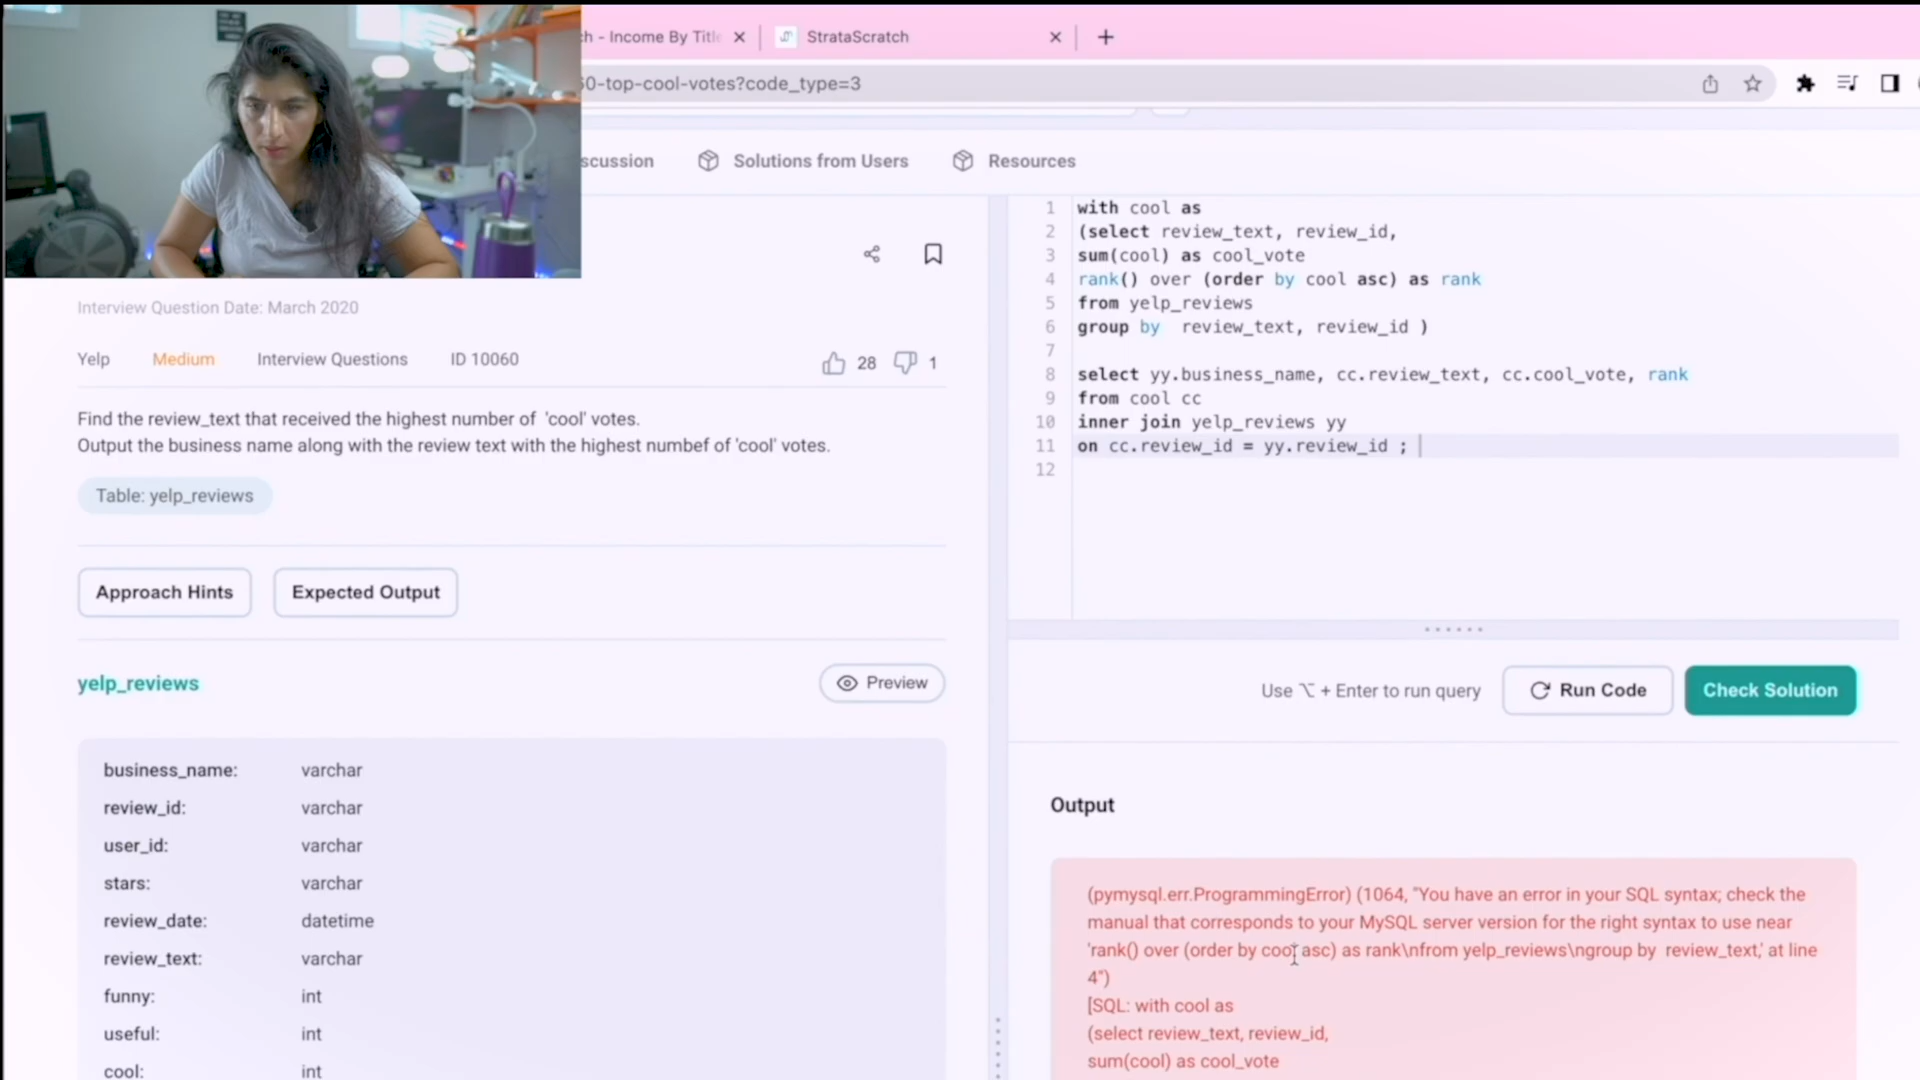 ch - Income By Titl
StrataScratch
60-top-cool-votes?code_type=3
scussion
Solutions from Users
Resources
Interview Question Date: March 2020
Yelp Medium Interview Questions ID 10060
28 1
Find the review_text that received the highest number of 'cool' votes.
Output the business name along with the review text with the highest numbef of 'cool' votes.
Table: yelp_reviews
Approach Hints
Expected Output
yelp_reviews
Preview
business_name: varchar
review_id: varchar
user_id: varchar
stars: varchar
review_date: datetime
review_text: varchar
funny: int
useful: int
cool: int
1 with cool as
2 (select review_text, review_id,
3 sum(cool) as cool_vote
4 rank() over (order by cool asc) as rank
5 from yelp_reviews
6 group by  review_text, review_id )
7
8 select yy.business_name, cc.review_text, cc.cool_vote, rank
9 from cool cc
10 inner join yelp_reviews yy
11 on cc.review_id = yy.review_id ;
12
Use ⌥ + Enter to run query
Run Code
Check Solution
Output
(pymysql.err.ProgrammingError) (1064, "You have an error in your SQL syntax; check the
manual that corresponds to your MySQL server version for the right syntax to use near
'rank() over (order by cool asc) as rank\nfrom yelp_reviews\ngroup by  review_text,' at line
4")
[SQL: with cool as
(select review_text, review_id,
sum(cool) as cool_vote